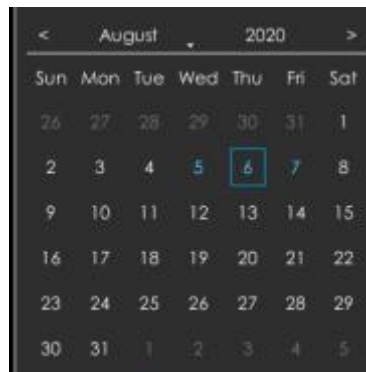 < August 2020 >
Sun Mon Tue Wed Thu Fri Sat
26 27 28 29 30 31 1
2 3 4 5 6 7 8
9 10 11 12 13 14 15
16 17 18 19 20 21 22
23 24 25 26 27 28 29
30 31 1 2 3 4 5